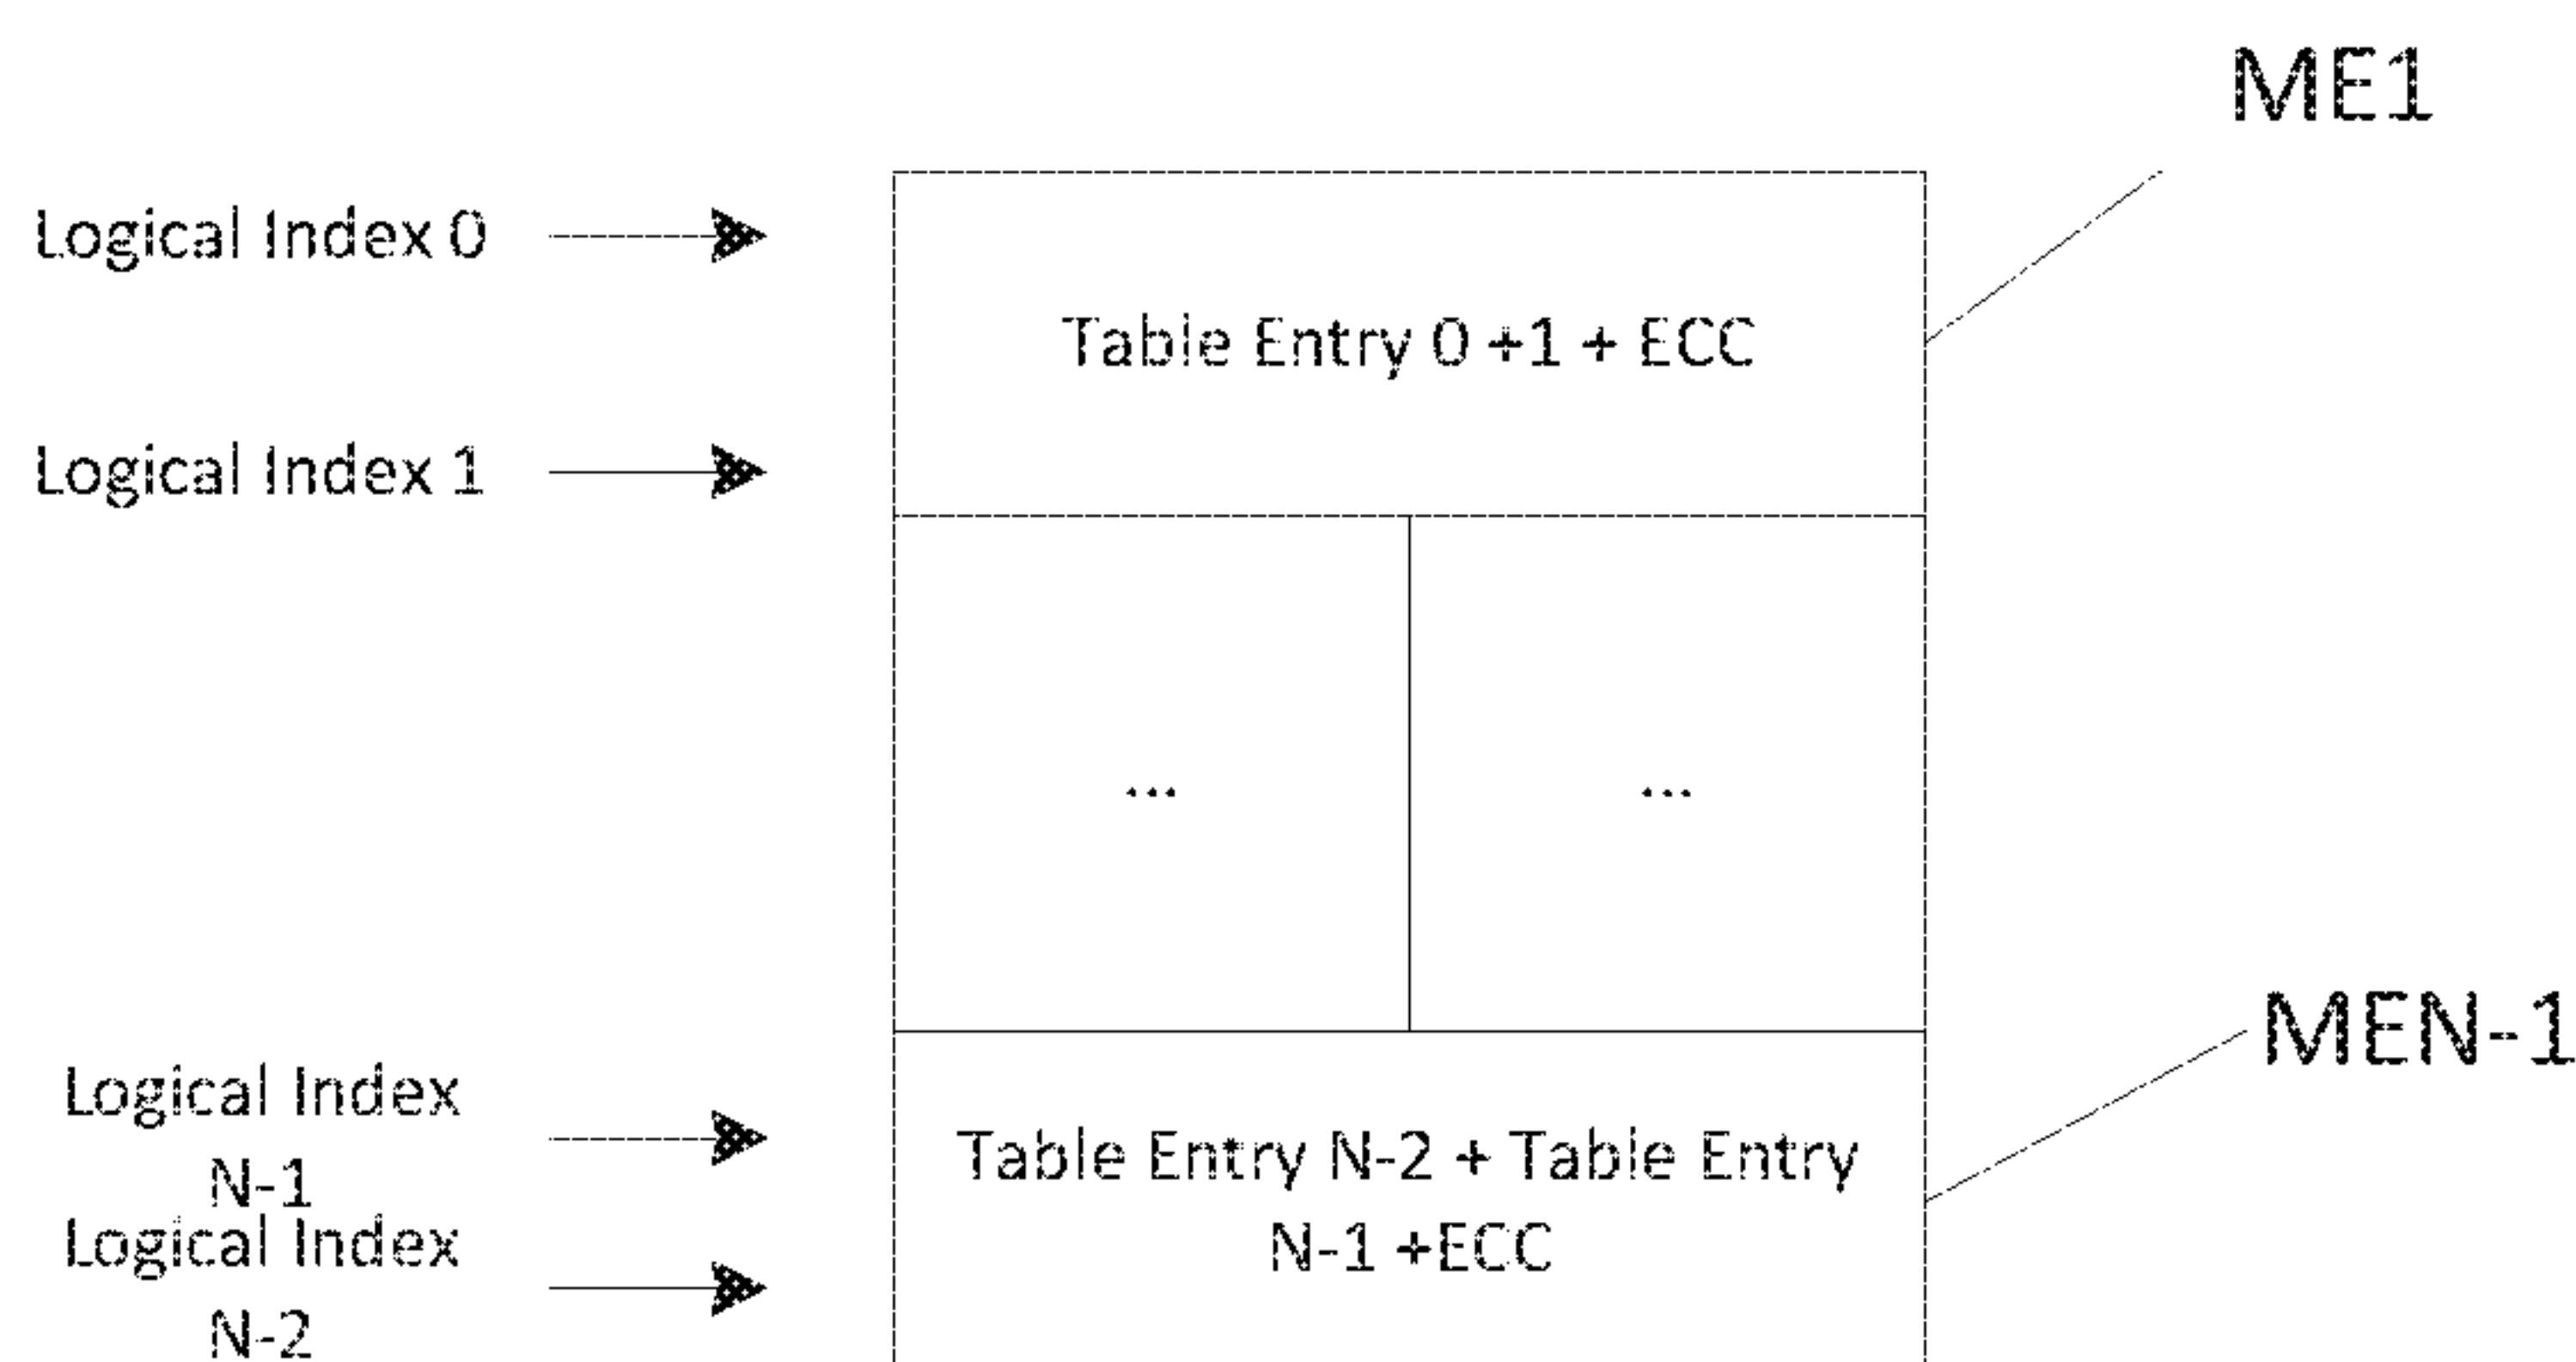 ME1
Logical Index 0
Table Entry 0 +1 + ECC
Logical Index 1
... ...
MEN-1
Logical Index
N-1
Table Entry N-2 + Table Entry
N-1 +ECC
Logical Index
N-2